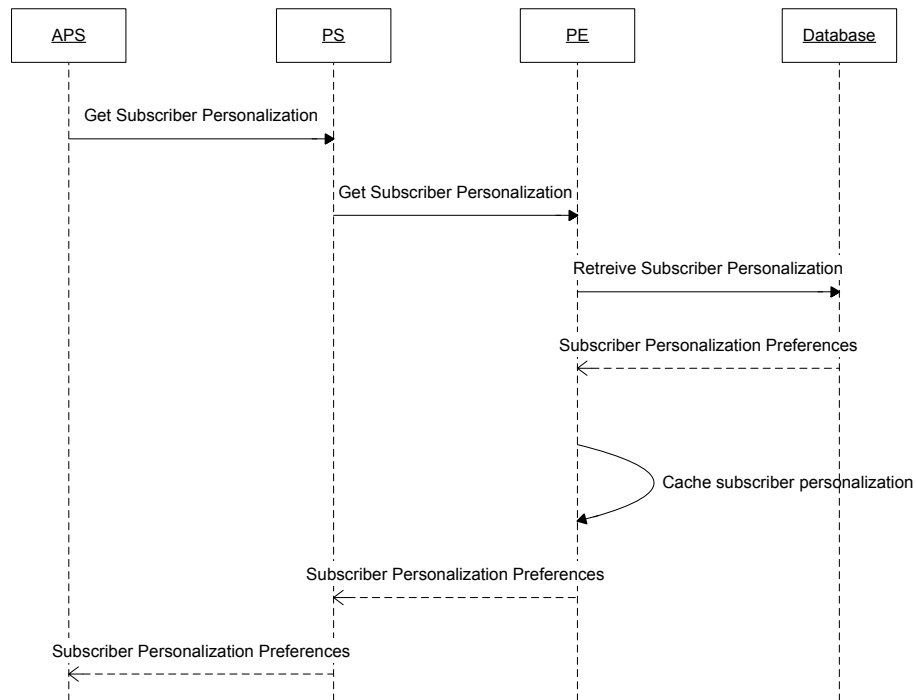 APS
PS
PE
Database
Get Subscriber Personalization
Get Subscriber Personalization
Retreive Subscriber Personalization
Subscriber Personalization Preferences
Cache subscriber personalization
Subscriber Personalization Preferences
Subscriber Personalization Preferences